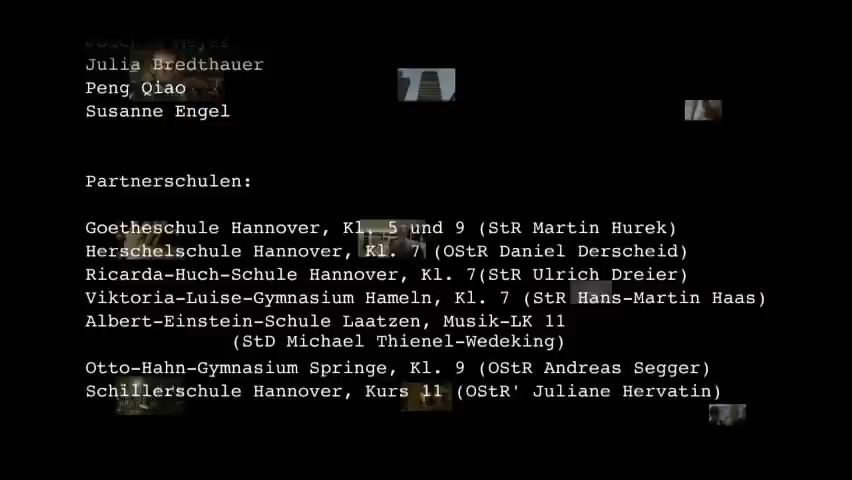 Julia Bredthauer
Peng Qiao
Susanne Engel
Partnerschulen:
Goetheschule Hannover, Kl. 5 und 9 (StR Martin Hurek)
Herschelschule Hannover, Kl. 7 (OStR Daniel Derscheid)
Ricarda-Huch-Schule Hannover, Kl. 7(StR Ulrich Dreier)
Viktoria-Luise-Gymnasium Hameln, Kl. 7 (StR Hans-Martin Haas)
Albert-Einstein-Schule Laatzen, Musik-LK 11
(StD Michael Thienel-Wedeking)
Otto-Hahn-Gymnasium Springe, Kl. 9 (OStR Andreas Segger)
Schillerschule Hannover, Kurs 11 (OStR' Juliane Hervatin)